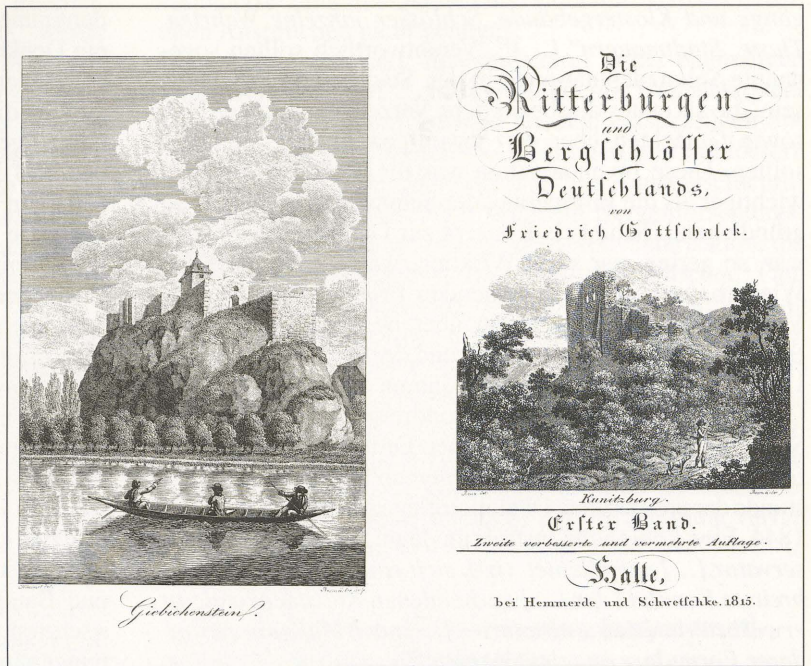 Giebichenstein.
Die
Ritterburgen
und
Bergſchlöſſer
Deutſchlands,
von
Friedrich Gottſchalck.
Kunitzburg.
Erſter Band.
Zweite verbesserte und vermehrte Auflage.
Halle,
bei Hemmerde und Schwetſchke. 1815.